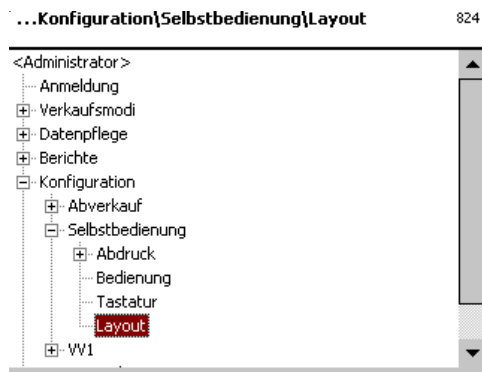 ...Konfiguration\Selbstbedienung\Layout 824
<Administrator>
Anmeldung
Verkaufsmodi
Datenpflege
Berichte
Konfiguration
Abverkauf
Selbstbedienung
Abdruck
Bedienung
Tastatur
Layout
VV1